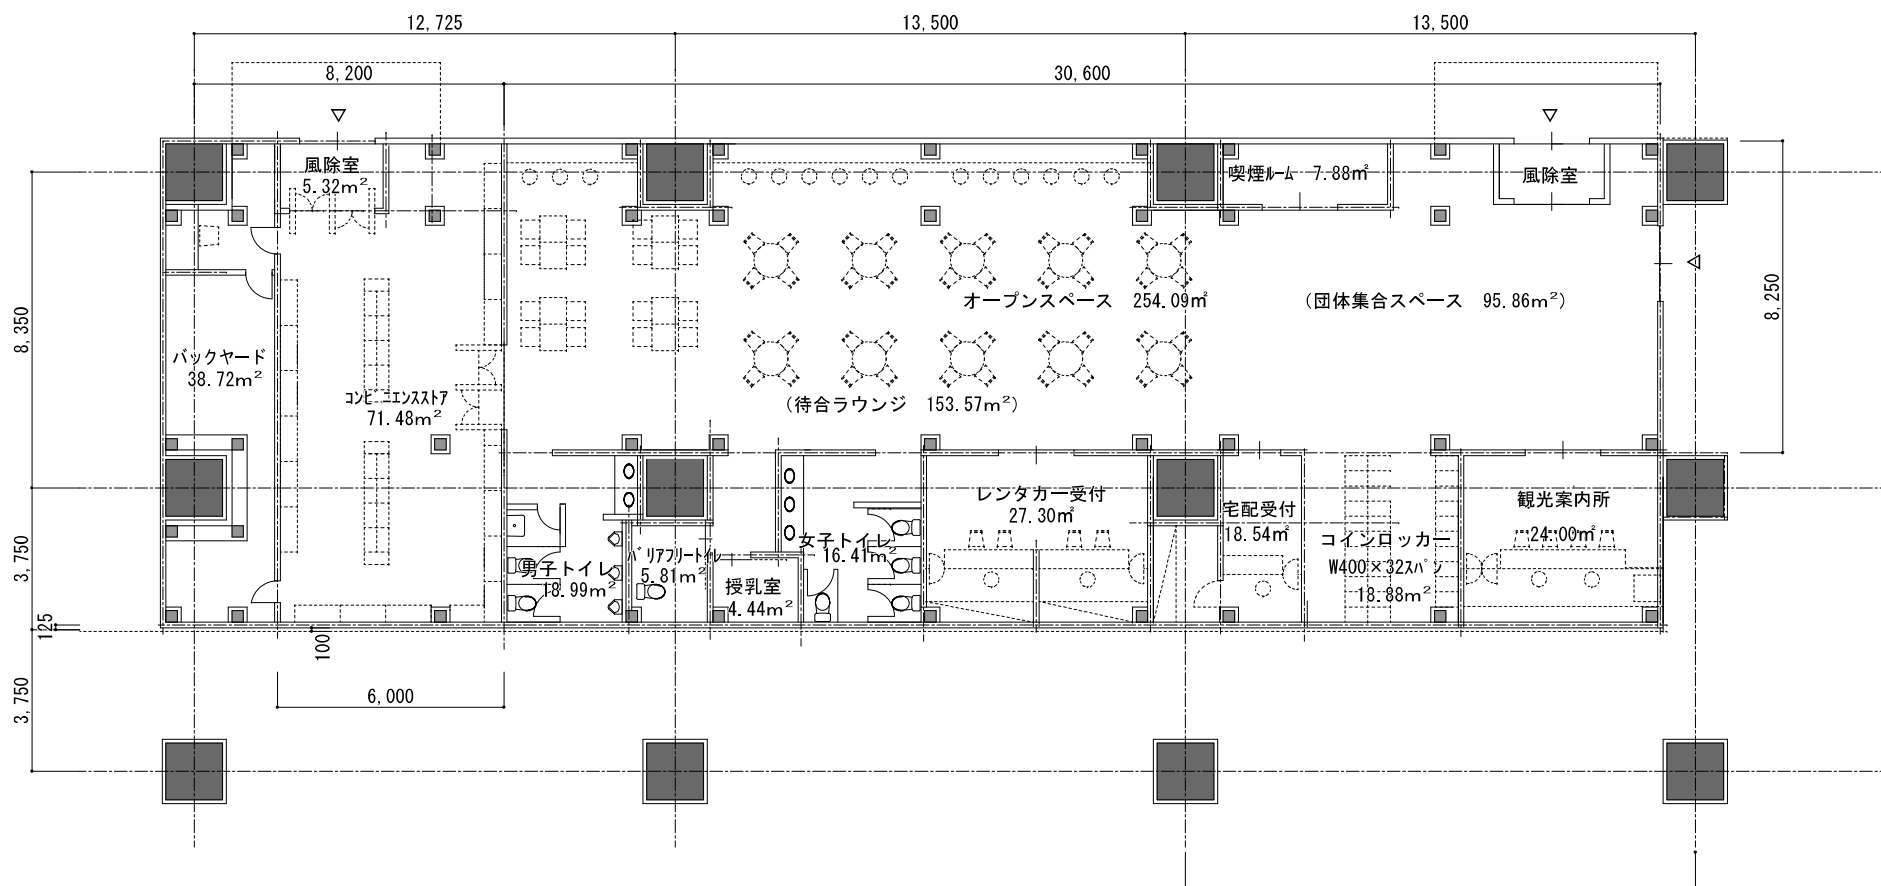 12,725
13,500
13,500
8,200
30,600
風除室
5.32m²
喫煙ルーム 7.88㎡
風除室
8,250
オープンスペース 254.09㎡
（団体集合スペース 95.86m²）
8,350
バックヤード
38.72m²
コンビニエンスストア
71.48m²
（待合ラウンジ 153.57m²）
レンタカー受付
27.30㎡
宅配受付
18.54㎡
観光案内所
24.00㎡
コインロッカー
W400×32スパン
18.88m²
女子トイレ
16.41m²
バリアフリートイレ
5.81m²
男子トイレ
18.99m²
授乳室
4.44m²
3,750
125
100
3,750
6,000